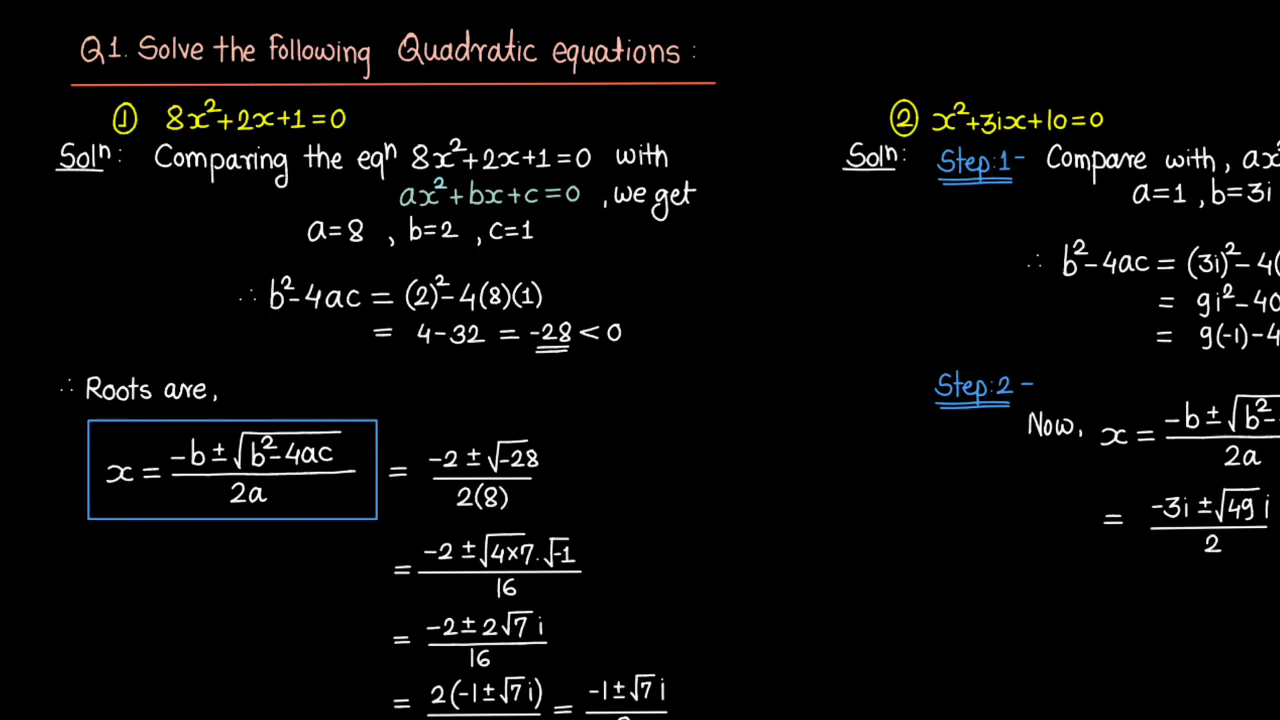 Q1. Solve the following Quadratic equations :
① 8x²+2x+1=0
Solⁿ: Comparing the eqⁿ 8x²+2x+1=0 with
ax²+bx+c=0 , we get
a=8 , b=2 , c=1
∴ b²-4ac = (2)²-4(8)(1)
= 4-32 = -28 < 0
∴ Roots are,
x = (-b±√(b²-4ac))/2a = (-2±√-28)/2(8)
= (-2±√(4×7).√-1)/16
= (-2±2√7 i)/16
= 2(-1±√7 i) = -1±√7 i
② x²+3ix+10=0
Solⁿ: Step:1- Compare with, ax²
a=1 , b=3i
∴ b²-4ac = (3i)²-4(
= 9i²-40
= 9(-1)-4
Step:2-
Now, x = (-b±√b²-/2a
= (-3i±√49 i/2